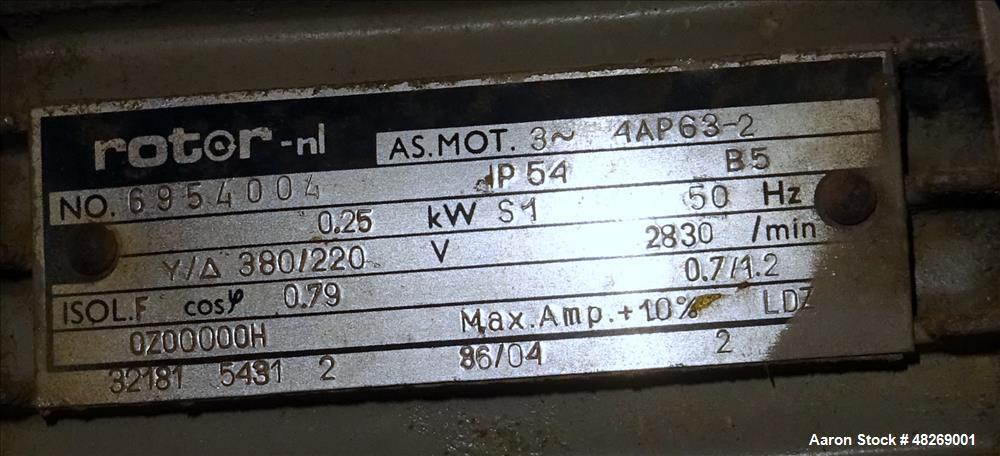 rotor-nl AS.MOT. 3~ 4AP63-2
NO. 6954004 IP 54 B5
0.25 kW S1 50 Hz
Y/Δ 380/220 V 2830 /min
ISOL.F cosφ 0.79 0.7/1.2
0Z00000H Max.Amp.+10% LDZ
32181 5431 2 86/04 2
Aaron Stock # 48269001